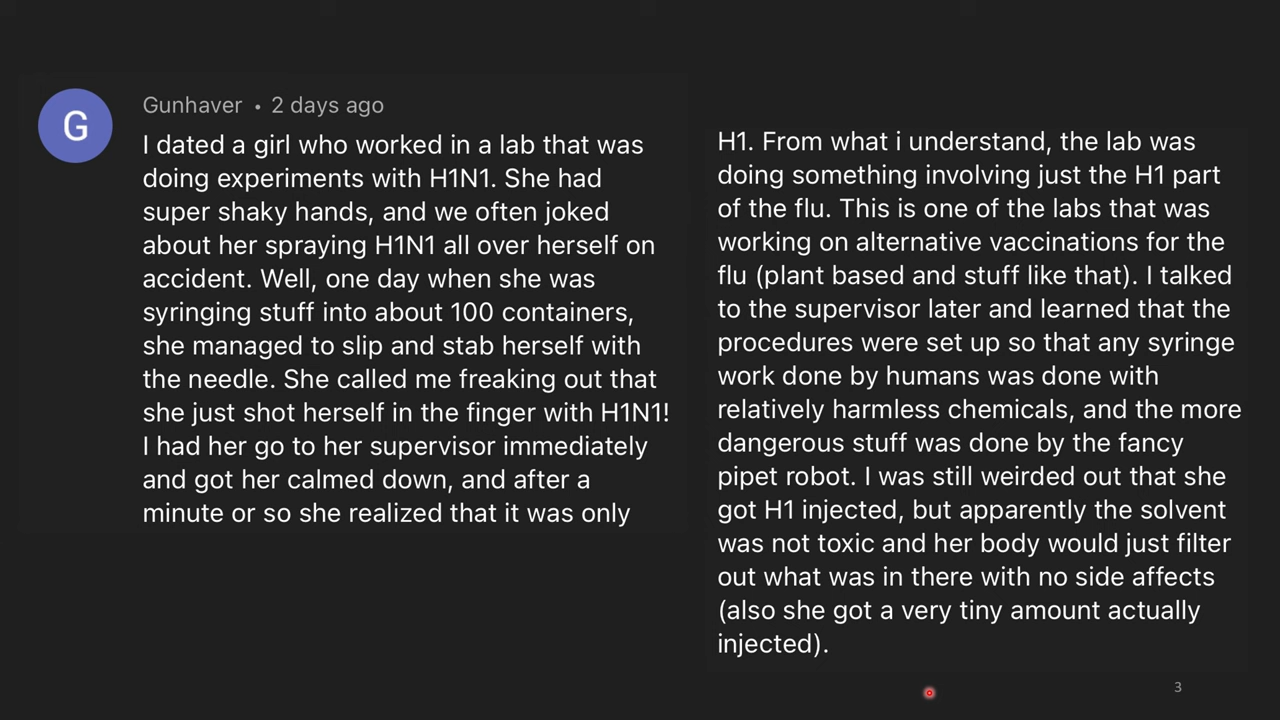 G
Gunhaver • 2 days ago
I dated a girl who worked in a lab that was
doing experiments with H1N1. She had
super shaky hands, and we often joked
about her spraying H1N1 all over herself on
accident. Well, one day when she was
syringing stuff into about 100 containers,
she managed to slip and stab herself with
the needle. She called me freaking out that
she just shot herself in the finger with H1N1!
I had her go to her supervisor immediately
and got her calmed down, and after a
minute or so she realized that it was only
H1. From what i understand, the lab was
doing something involving just the H1 part
of the flu. This is one of the labs that was
working on alternative vaccinations for the
flu (plant based and stuff like that). I talked
to the supervisor later and learned that the
procedures were set up so that any syringe
work done by humans was done with
relatively harmless chemicals, and the more
dangerous stuff was done by the fancy
pipet robot. I was still weirded out that she
got H1 injected, but apparently the solvent
was not toxic and her body would just filter
out what was in there with no side affects
(also she got a very tiny amount actually
injected).
3